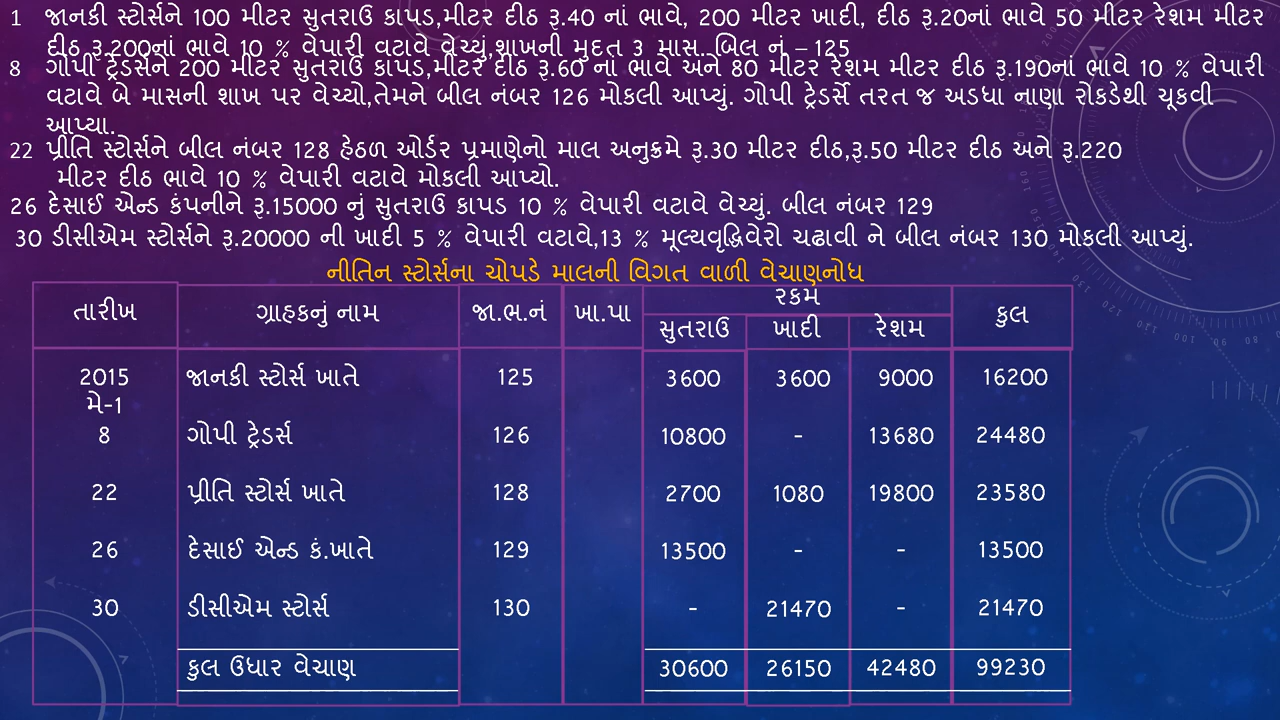 1 જાનકી સ્ટોર્સને 100 મીટર સુતરાઉ કાપડ,મીટર દીઠ રૂ.40 નાં ભાવે, 200 મીટર ખાદી, દીઠ રૂ.20નાં ભાવે 50 મીટર રેશમ મીટર
દીઠ રૂ.200નાં ભાવે 10 % વેપારી વટાવે વેચ્યું,શાખની મુદત 3 માસ. બિલ નં – 125
8 ગોપી ટ્રેડર્સને 200 મીટર સુતરાઉ કાપડ,મીટર દીઠ રૂ.60 નાં ભાવે અને 80 મીટર રેશમ મીટર દીઠ રૂ.190નાં ભાવે 10 % વેપારી
વટાવે બે માસની શાખ પર વેચ્યો,તેમને બીલ નંબર 126 મોકલી આપ્યું. ગોપી ટ્રેડર્સે તરત જ અડધા નાણા રોકડેથી ચૂકવી
આપ્યા.
22 પ્રીતિ સ્ટોર્સને બીલ નંબર 128 હેઠળ ઓર્ડર પ્રમાણેનો માલ અનુક્રમે રૂ.30 મીટર દીઠ,રૂ.50 મીટર દીઠ અને રૂ.220
મીટર દીઠ ભાવે 10 % વેપારી વટાવે મોકલી આપ્યો.
26 દેસાઈ એન્ડ કંપનીને રૂ.15000 નું સુતરાઉ કાપડ 10 % વેપારી વટાવે વેચ્યું. બીલ નંબર 129
30 ડીસીએમ સ્ટોર્સને રૂ.20000 ની ખાદી 5 % વેપારી વટાવે,13 % મૂલ્યવૃદ્ધિવેરો ચઢાવી ને બીલ નંબર 130 મોકલી આપ્યું.
નીતિન સ્ટોર્સના ચોપડે માલની વિગત વાળી વેચાણનોધ
તારીખ ગ્રાહકનું નામ જા.ભ.નં ખા.પા રકમ કુલ
સુતરાઉ ખાદી રેશમ
2015 જાનકી સ્ટોર્સ ખાતે 125 3600 3600 9000 16200
મે-1
8 ગોપી ટ્રેડર્સ 126 10800 - 13680 24480
22 પ્રીતિ સ્ટોર્સ ખાતે 128 2700 1080 19800 23580
26 દેસાઈ એન્ડ કં.ખાતે 129 13500 - - 13500
30 ડીસીએમ સ્ટોર્સ 130 - 21470 - 21470
કુલ ઉધાર વેચાણ 30600 26150 42480 99230